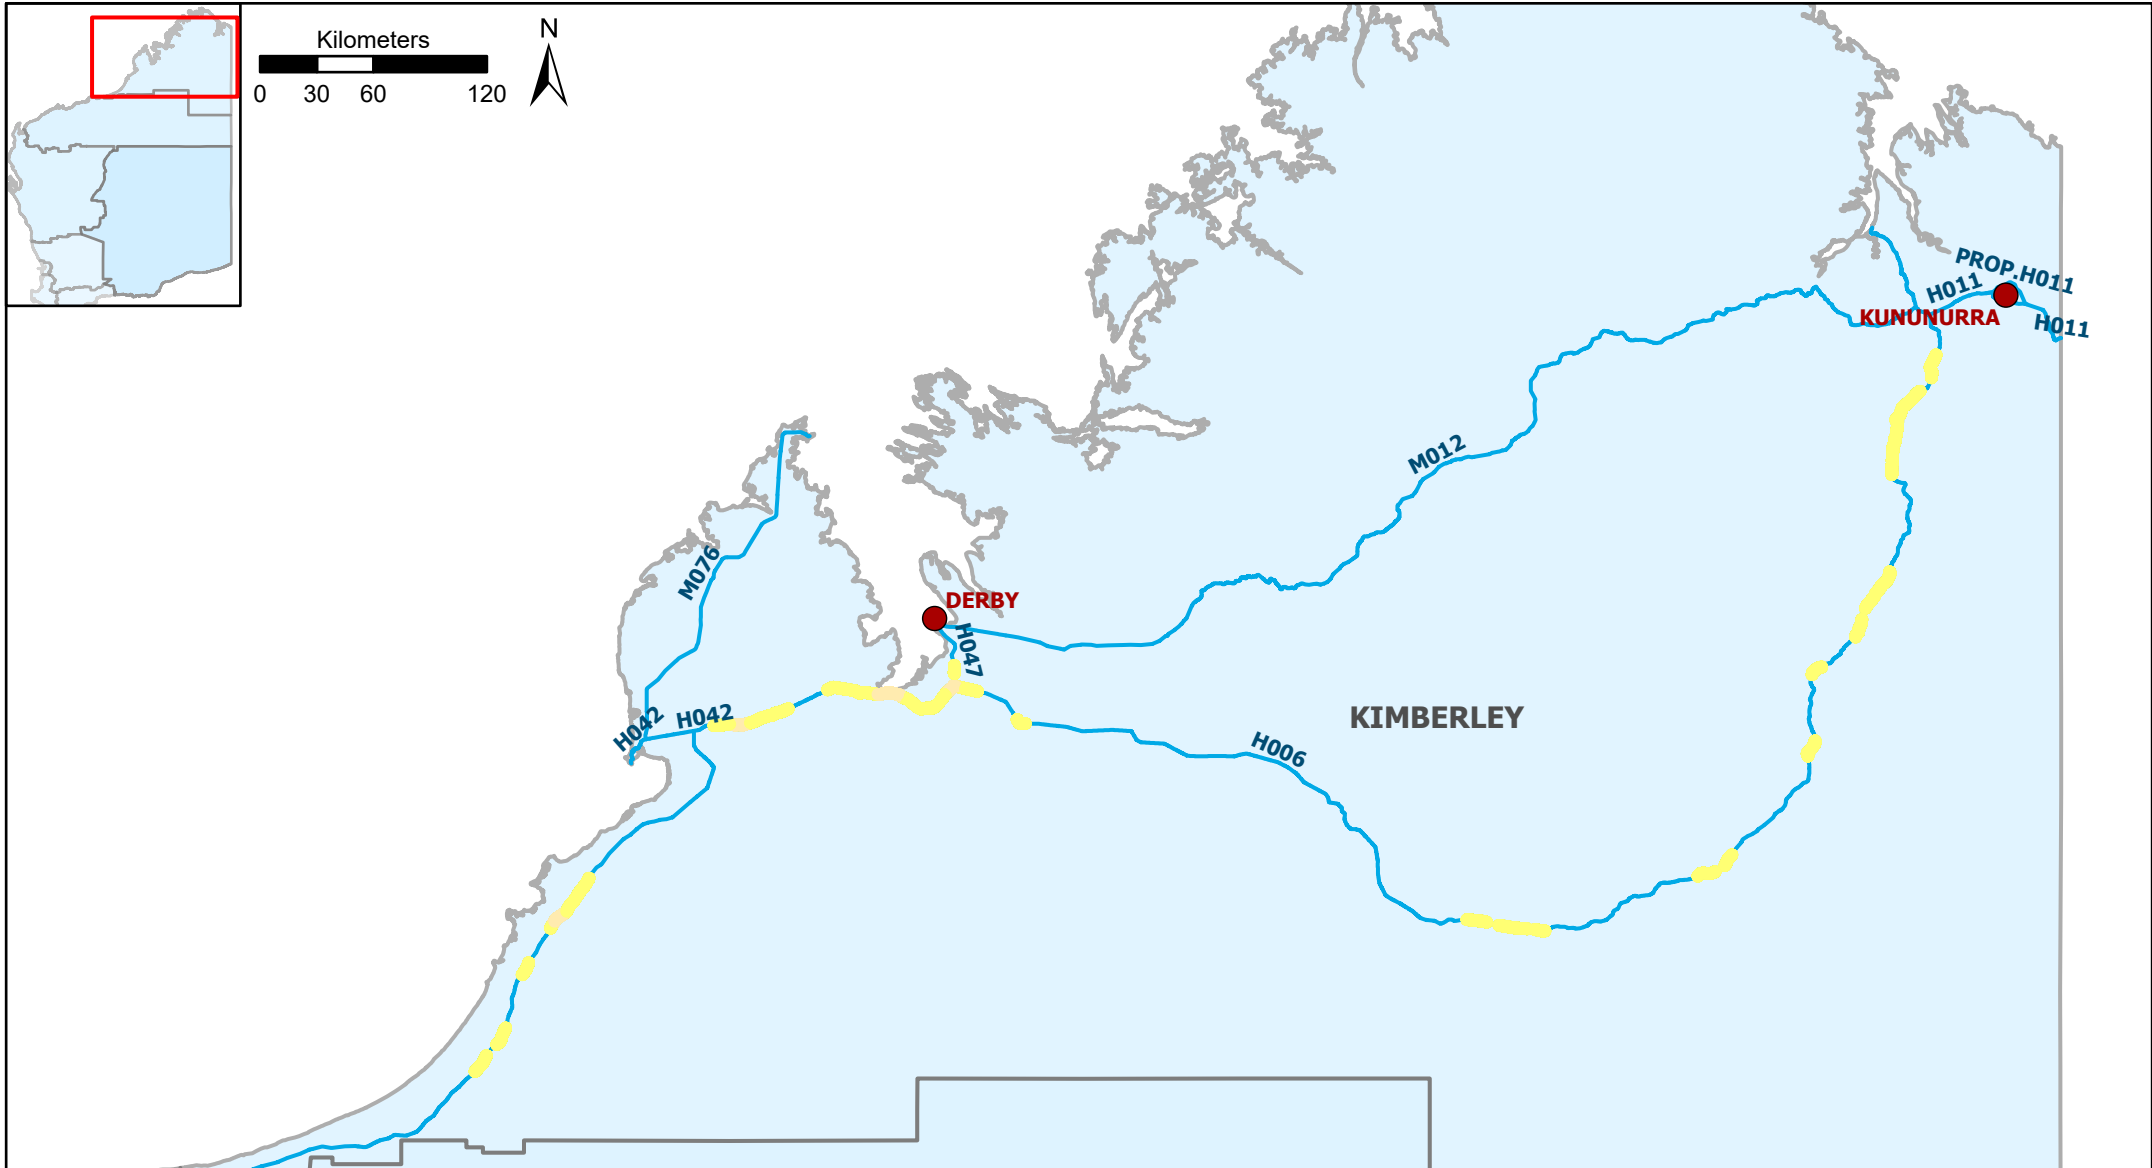 Kilometers
0 30 60 120
N
PROP.H011
H011
KUNUNURRA
H011
M012
M076
DERBY
H047
KIMBERLEY
H042
H042
H006